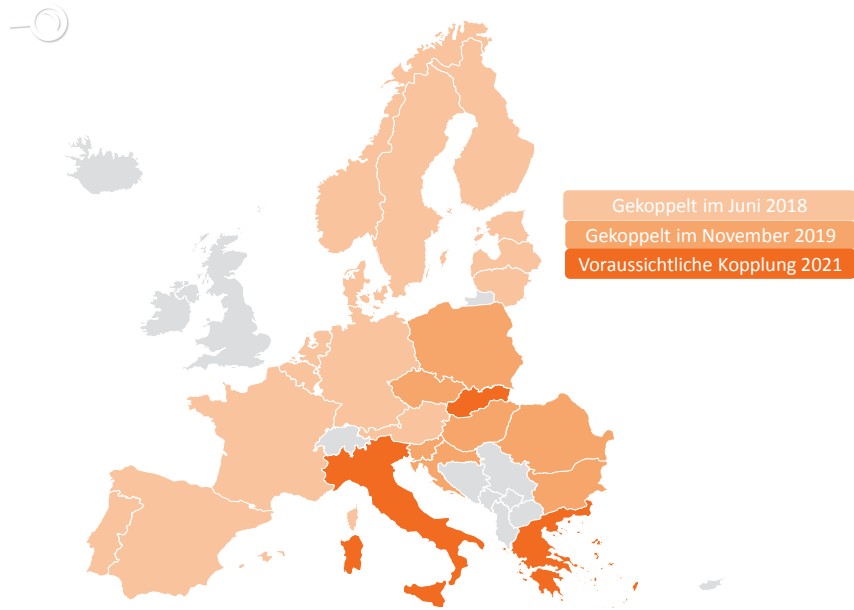 Gekoppelt im Juni 2018
Gekoppelt im November 2019
Voraussichtliche Kopplung 2021